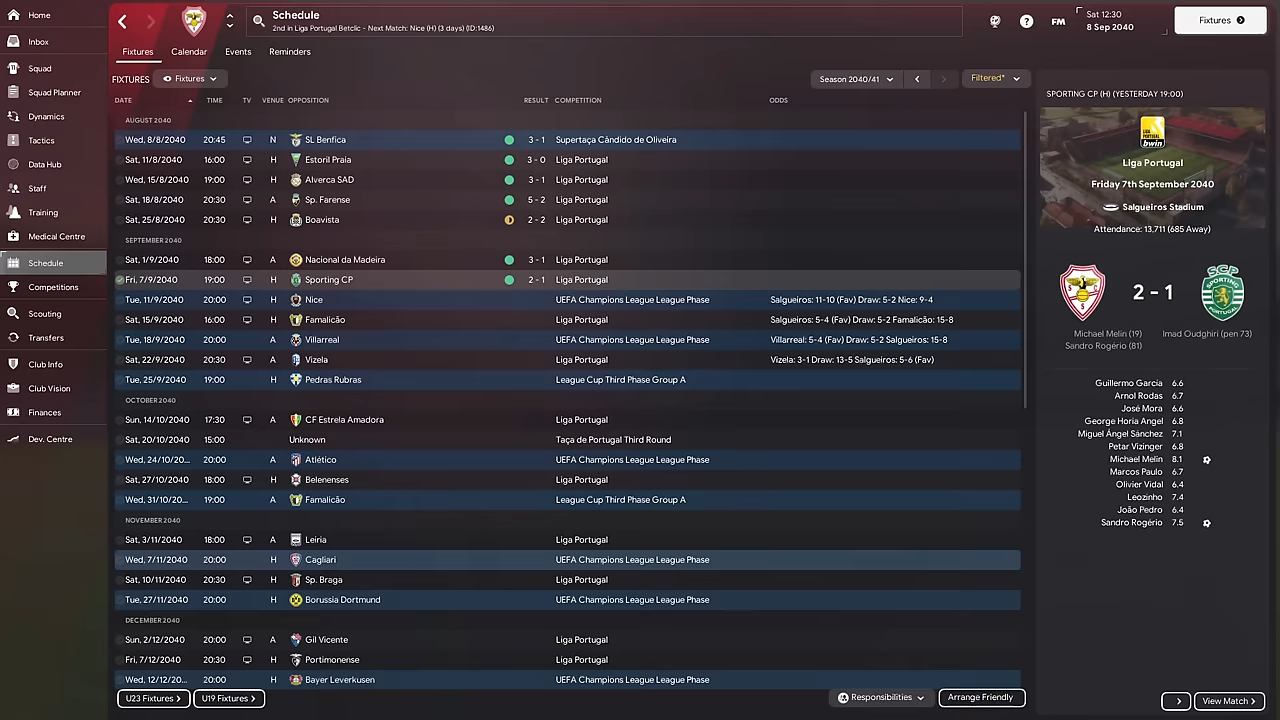 Home
Inbox
Squad
Squad Planner
Dynamics
Tactics
Data Hub
Staff
Training
Medical Centre
Schedule
Competitions
Scouting
Transfers
Club Info
Club Vision
Finances
Dev. Centre
Schedule
2nd in Liga Portugal Betclic - Next Match: Nice (H) (3 days) (ID:1486)
? FM
Sat 12:30
8 Sep 2040
Fixtures
Fixtures Calendar Events Reminders
FIXTURES Fixtures Season 2040/41 Filtered*
DATE TIME TV VENUE OPPOSITION RESULT COMPETITION ODDS
AUGUST 2040
Wed, 8/8/2040 20:45 N SL Benfica 3 - 1 Supertaça Cândido de Oliveira
Sat, 11/8/2040 16:00 H Estoril Praia 3 - 0 Liga Portugal
Wed, 15/8/2040 19:00 H Alverca SAD 3 - 1 Liga Portugal
Sat, 18/8/2040 20:30 A Sp. Farense 5 - 2 Liga Portugal
Sat, 25/8/2040 20:30 H Boavista 2 - 2 Liga Portugal
SEPTEMBER 2040
Sat, 1/9/2040 18:00 A Nacional da Madeira 3 - 1 Liga Portugal
Fri, 7/9/2040 19:00 H Sporting CP 2 - 1 Liga Portugal
Tue, 11/9/2040 20:00 H Nice UEFA Champions League League Phase Salgueiros: 11-10 (Fav) Draw: 5-2 Nice: 9-4
Sat, 15/9/2040 16:00 H Famalicão Liga Portugal Salgueiros: 5-4 (Fav) Draw: 5-2 Famalicão: 15-8
Tue, 18/9/2040 20:00 A Villarreal UEFA Champions League League Phase Villarreal: 5-4 (Fav) Draw: 5-2 Salgueiros: 15-8
Sat, 22/9/2040 20:30 A Vizela Liga Portugal Vizela: 3-1 Draw: 13-5 Salgueiros: 5-6 (Fav)
Tue, 25/9/2040 19:00 H Pedras Rubras League Cup Third Phase Group A
OCTOBER 2040
Sun, 14/10/2040 17:30 A CF Estrela Amadora Liga Portugal
Sat, 20/10/2040 15:00 Unknown Taça de Portugal Third Round
Wed, 24/10/20... 20:00 A Atlético UEFA Champions League League Phase
Sat, 27/10/2040 18:00 H Belenenses Liga Portugal
Wed, 31/10/20... 19:00 A Famalicão League Cup Third Phase Group A
NOVEMBER 2040
Sat, 3/11/2040 18:00 A Leiria Liga Portugal
Wed, 7/11/2040 20:00 H Cagliari UEFA Champions League League Phase
Sat, 10/11/2040 20:30 H Sp. Braga Liga Portugal
Tue, 27/11/2040 20:00 H Borussia Dortmund UEFA Champions League League Phase
DECEMBER 2040
Sun, 2/12/2040 20:00 A Gil Vicente Liga Portugal
Fri, 7/12/2040 20:30 H Portimonense Liga Portugal
Wed, 12/12/20... 20:00 H Bayer Leverkusen UEFA Champions League League Phase
U23 Fixtures U19 Fixtures Responsibilities Arrange Friendly
SPORTING CP (H) (YESTERDAY 19:00)
bwin
Liga Portugal
Friday 7th September 2040
Salgueiros Stadium
Attendance: 13,711 (685 Away)
2 - 1
SCP
SPORTING
PORTUGAL
Michael Melin (19) Imad Oudghiri (pen 73)
Sandro Rogério (81)
Guillermo García 6.6
Arnol Rodas 6.7
José Mora 6.6
George Horia Angel 6.8
Miguel Ángel Sánchez 7.1
Petar Vizinger 6.8
Michael Melin 8.1
Marcos Paulo 6.7
Olivier Vidal 6.4
Leozinho 7.4
João Pedro 6.4
Sandro Rogério 7.5
View Match